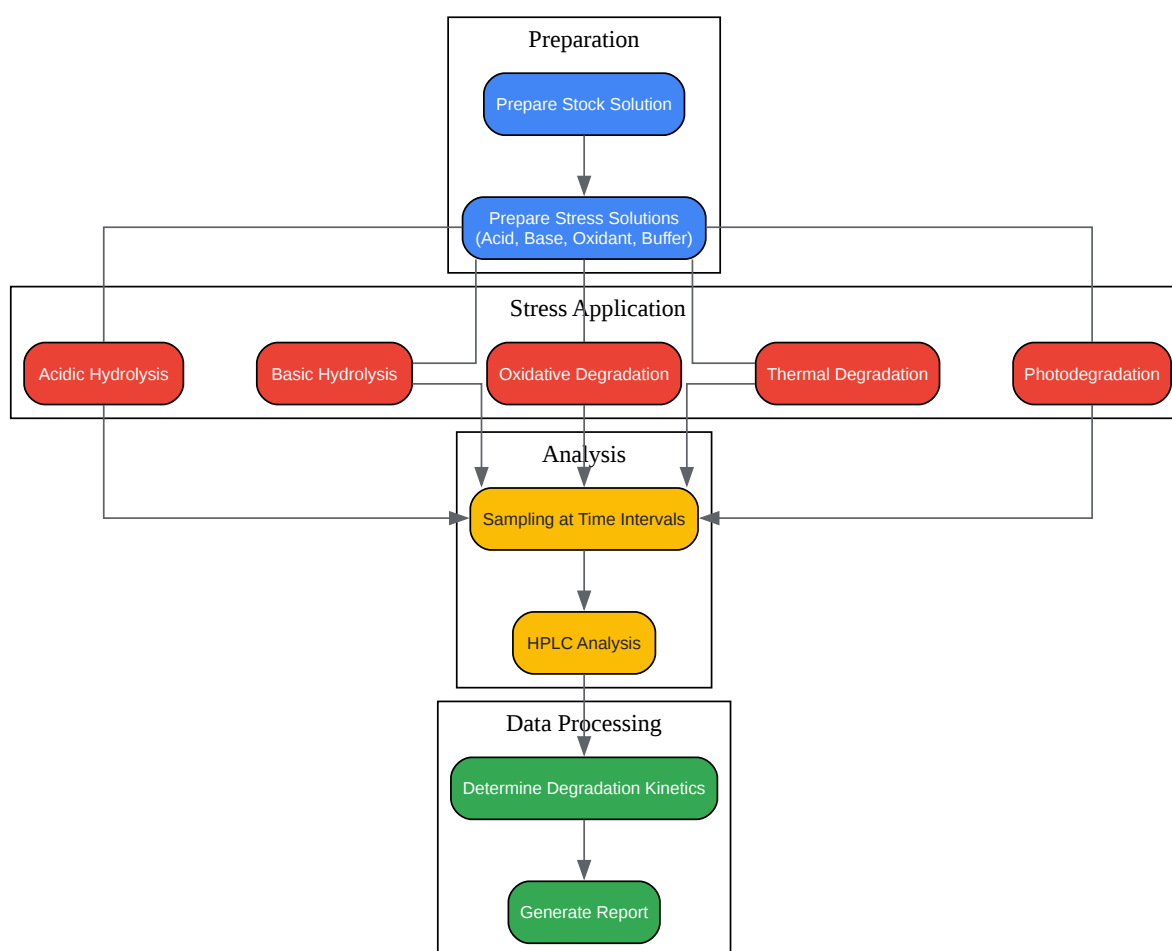 Preparation
Prepare Stock Solution
Prepare Stress Solutions
(Acid, Base, Oxidant, Buffer)
Stress Application
Acidic Hydrolysis
Basic Hydrolysis
Oxidative Degradation
Thermal Degradation
Photodegradation
Analysis
Sampling at Time Intervals
HPLC Analysis
Data Processing
Determine Degradation Kinetics
Generate Report